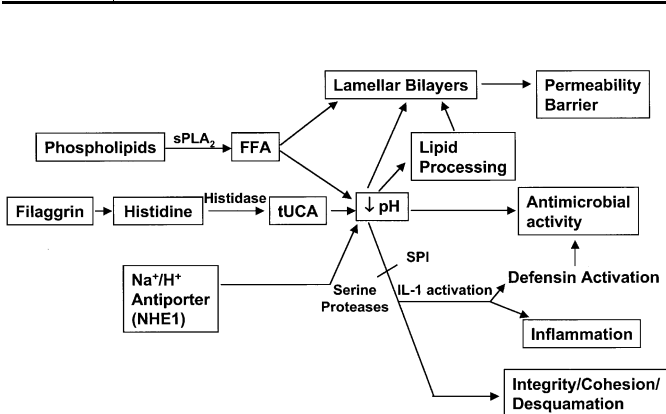 Lamellar Bilayers
Permeability
Barrier
Phospholipids
sPLA₂
FFA
Lipid
Processing
Filaggrin
Histidine
Histidase
tUCA
↓ pH
Antimicrobial
activity
Na⁺/H⁺
Antiporter
(NHE1)
SPI
Serine
Proteases
IL-1 activation
Defensin Activation
Inflammation
Integrity/Cohesion/
Desquamation